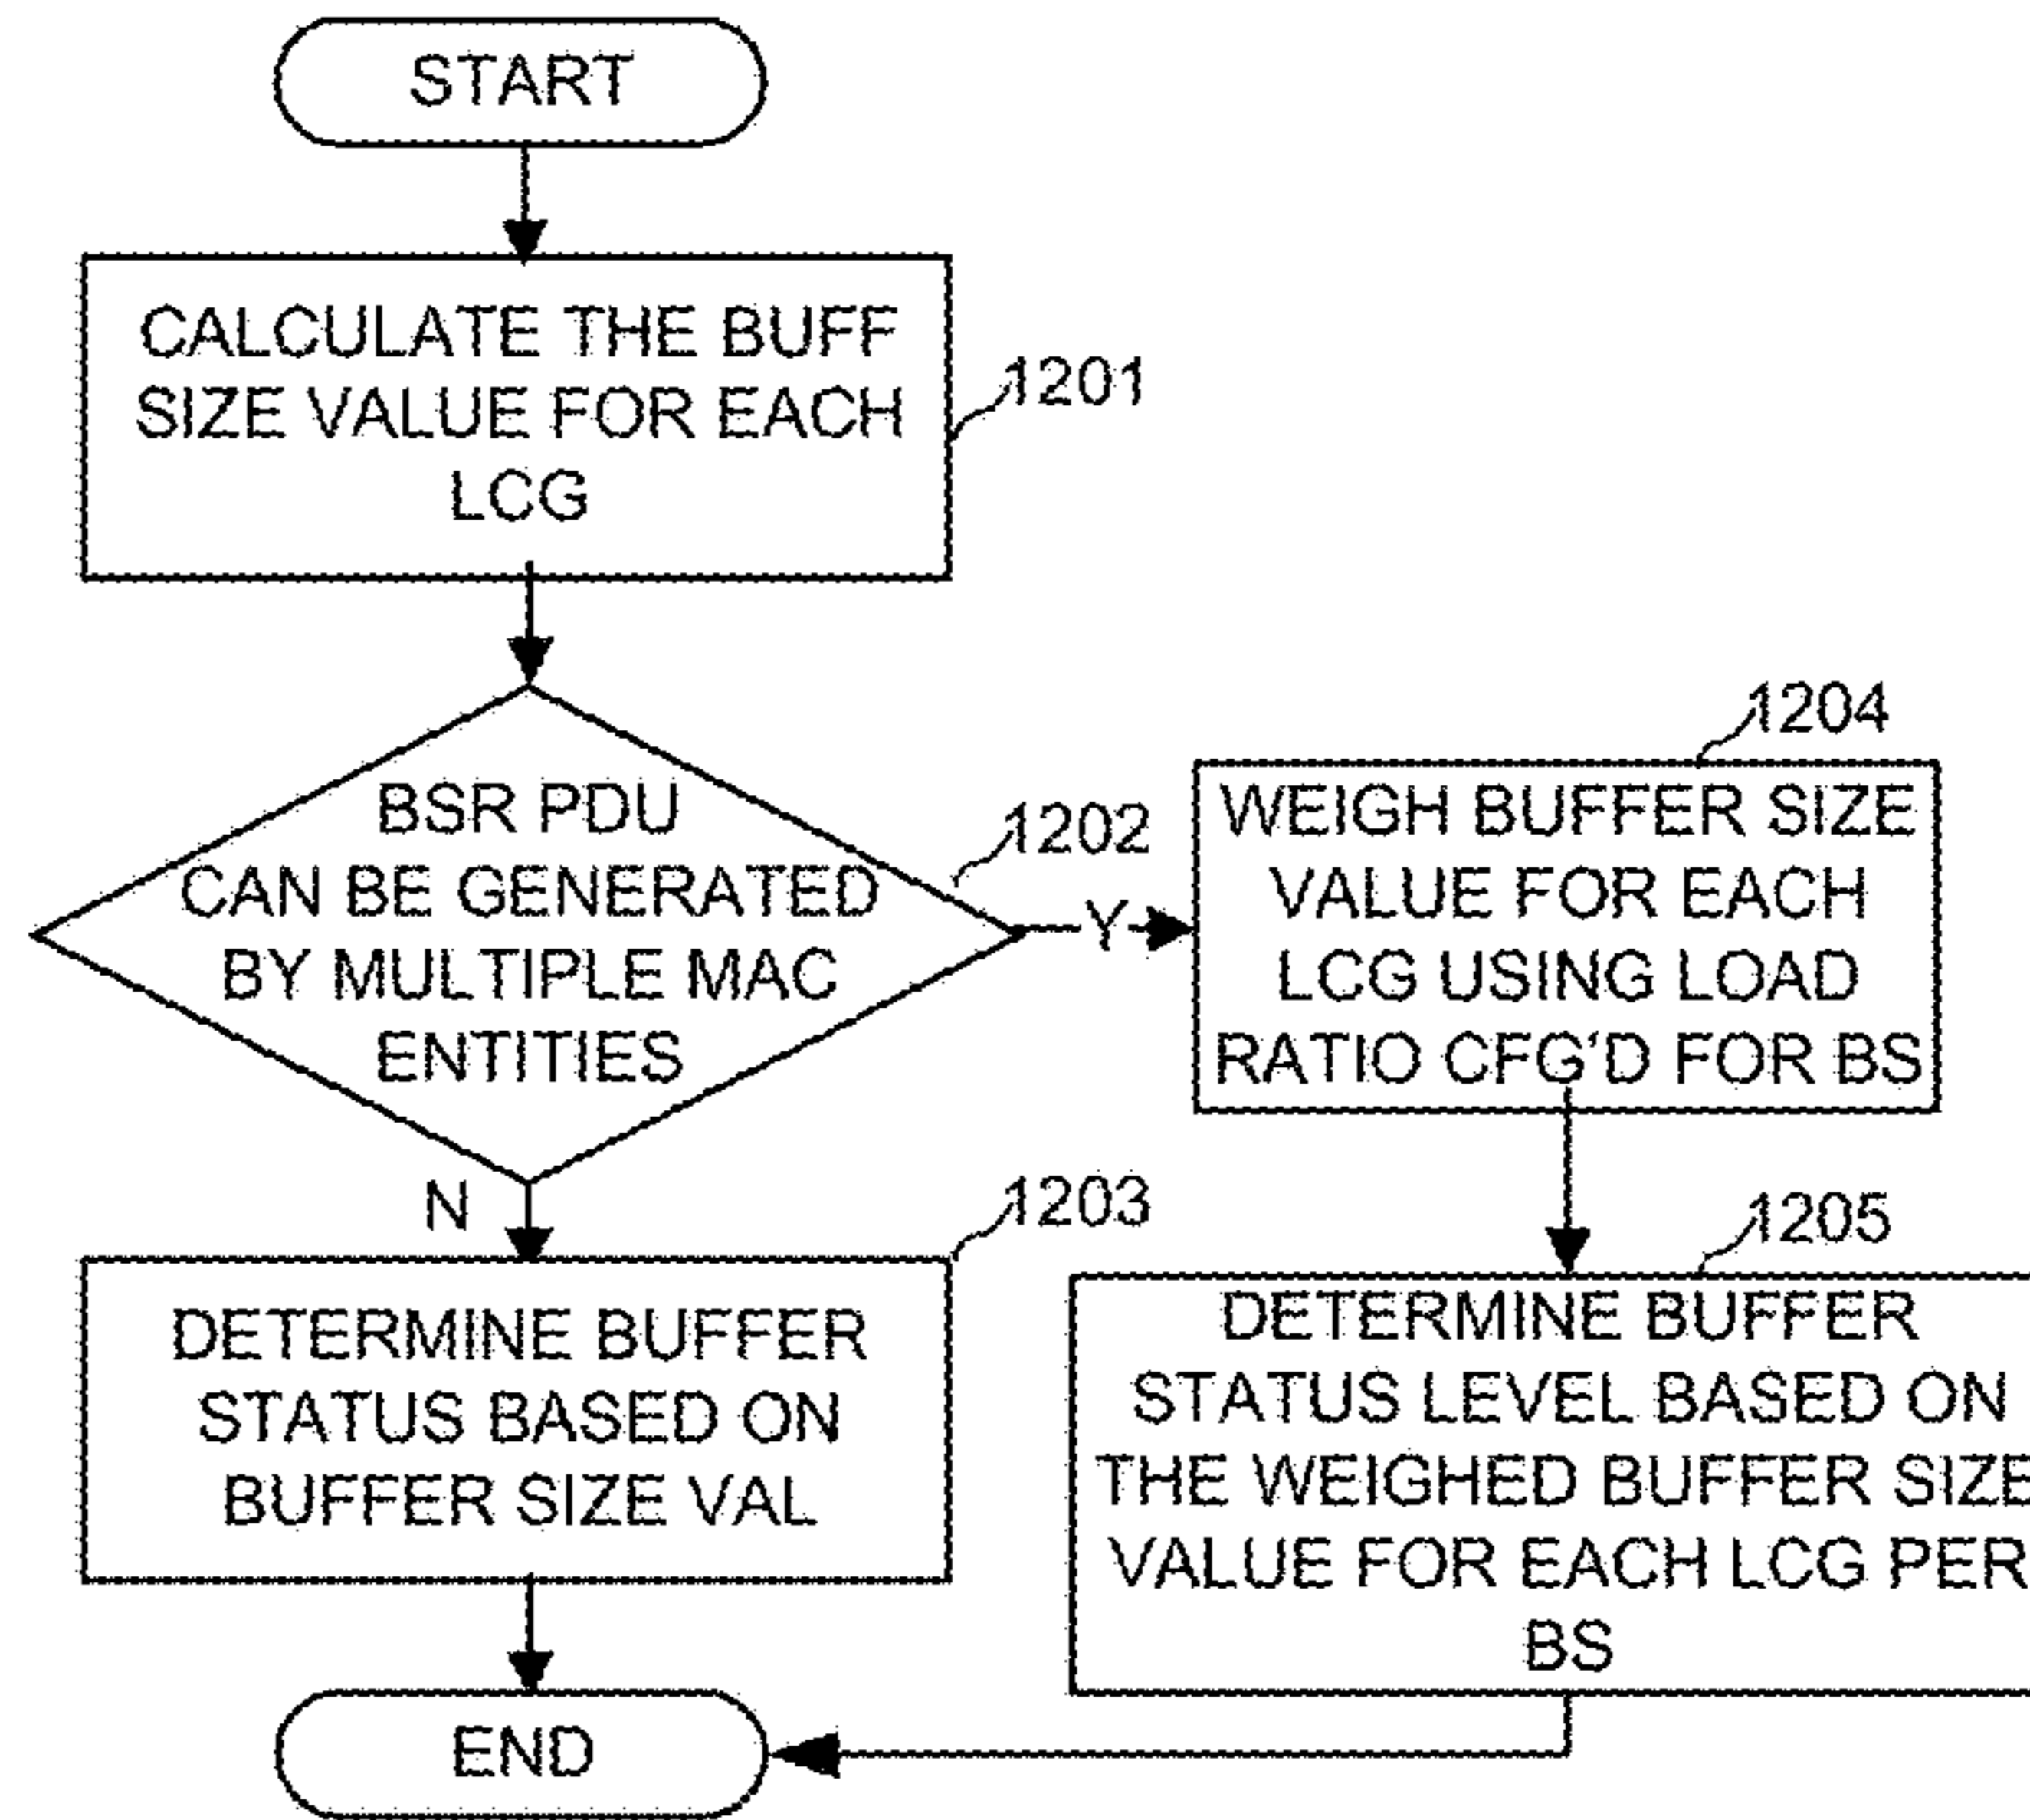 START
CALCULATE THE BUFF
SIZE VALUE FOR EACH
LCG
1201
BSR PDU
CAN BE GENERATED
BY MULTIPLE MAC
ENTITIES
1202
Y
N
1204
WEIGH BUFFER SIZE
VALUE FOR EACH
LCG USING LOAD
RATIO CFG'D FOR BS
1203
DETERMINE BUFFER
STATUS BASED ON
BUFFER SIZE VAL
1205
DETERMINE BUFFER
STATUS LEVEL BASED ON
THE WEIGHED BUFFER SIZE
VALUE FOR EACH LCG PER
BS
END